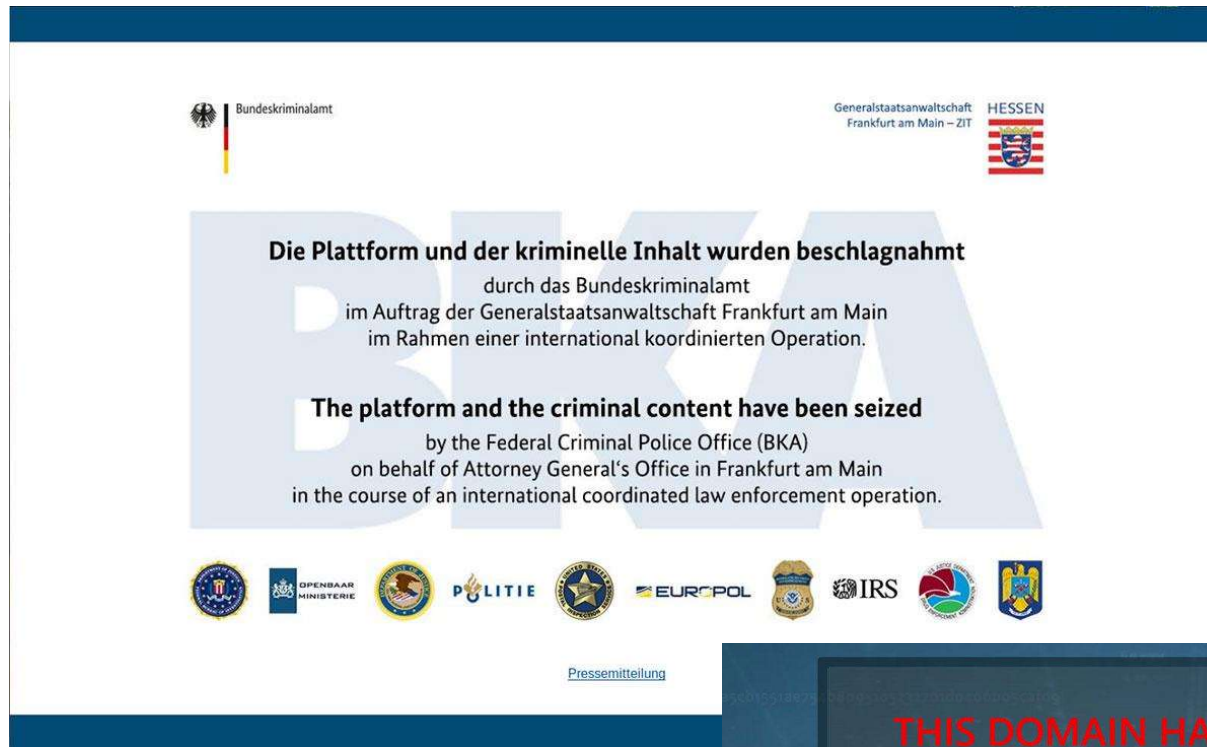 Bundeskriminalamt
Generalstaatsanwaltschaft
Frankfurt am Main – ZIT
HESSEN
BKA
Die Plattform und der kriminelle Inhalt wurden beschlagnahmt
durch das Bundeskriminalamt
im Auftrag der Generalstaatsanwaltschaft Frankfurt am Main
im Rahmen einer international koordinierten Operation.
The platform and the criminal content have been seized
by the Federal Criminal Police Office (BKA)
on behalf of Attorney General's Office in Frankfurt am Main
in the course of an international coordinated law enforcement operation.
OPENBAAR
MINISTERIE
POLITIE
EUROPOL
IRS
Pressemitteilung
THIS DOMAIN HA